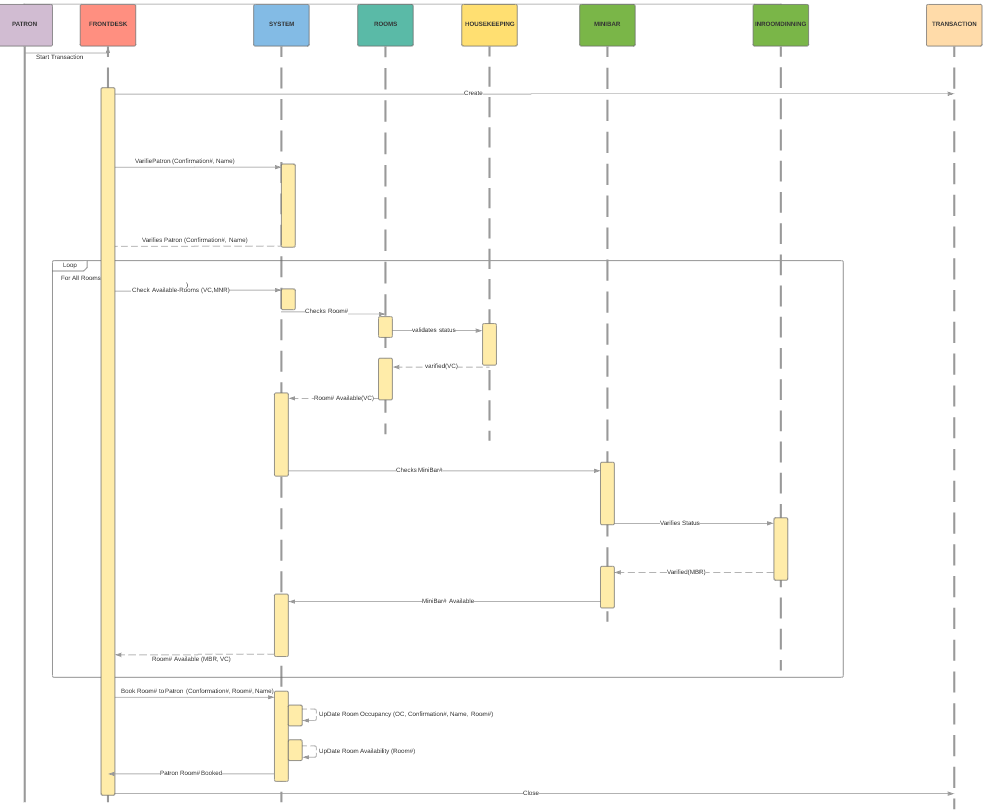 PATRON
FRONTDESK
SYSTEM
ROOMS
HOUSEKEEPING
MINIBAR
INRDONDINNING
TRANSACTION
Start Transaction
Create
VarifiePatron (Confirmation#, Name)
Varifies Patron (Confirmation#, Name)
Loop
For All Rooms
)
Check Available-Rooms (VC,MNR)
Checks Room#
validates status
varified(VC)
Room# Available(VC)
Checks MiniBar#
Varifies Status
Varified(MBR)
MiniBar# Available
Room# Available (MBR, VC)
Book Room# to Patron (Conformation#, Room#, Name)
UpDate Room Occupancy (OC, Confirmation#, Name, Room#)
UpDate Room Availability (Room#)
Patron Room# Booked
Close